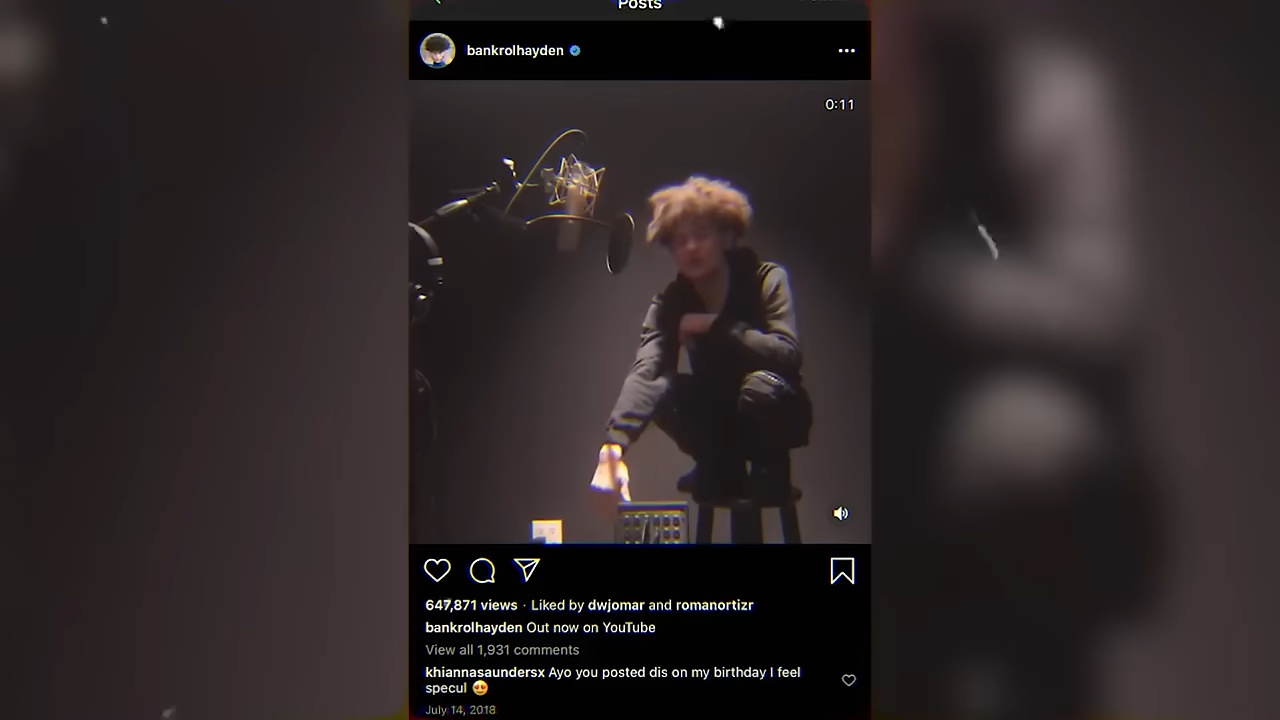 Posts
bankrolhayden
0:11
647,871 views · Liked by dwjomar and romanortizr
bankrolhayden Out now on YouTube
View all 1,931 comments
khiannasaundersx Ayo you posted dis on my birthday I feel
specul 😍
July 14, 2018